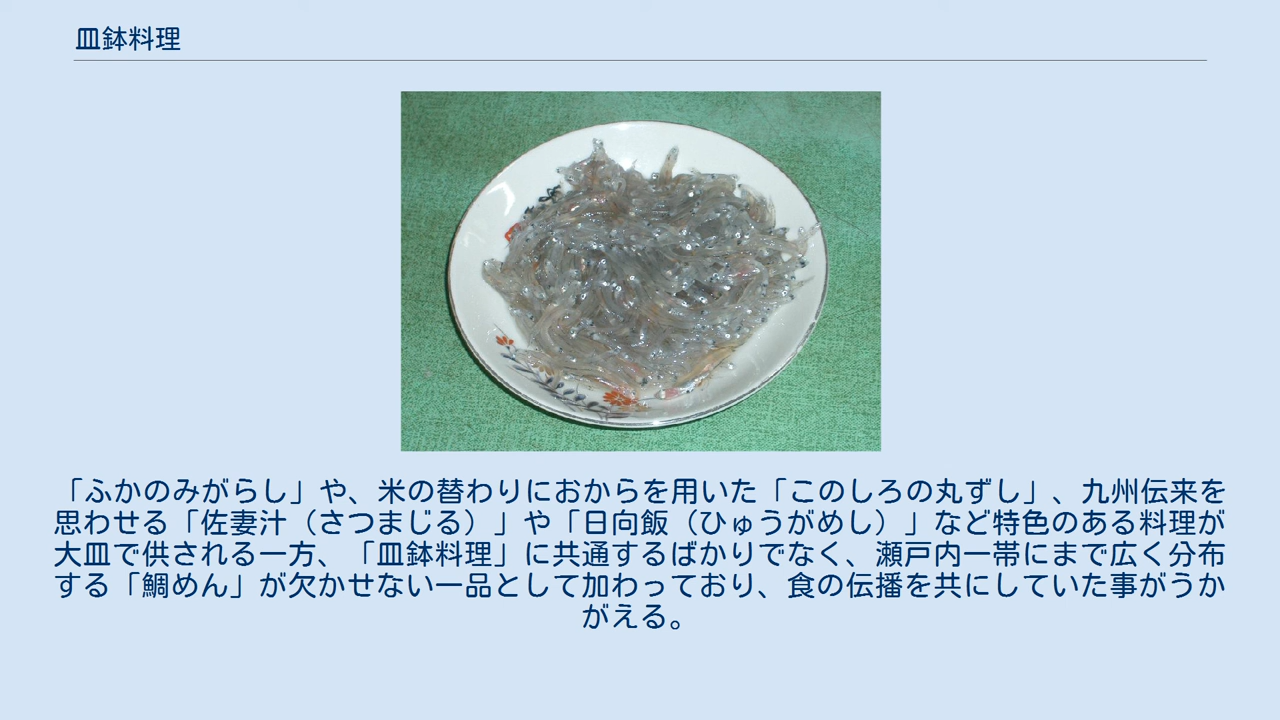 皿鉢料理
「ふかのみがらし」や、米の替わりにおからを用いた「このしろの丸ずし」、九州伝来を
思わせる「佐妻汁（さつまじる）」や「日向飯（ひゅうがめし）」など特色のある料理が
大皿で供される一方、「皿鉢料理」に共通するばかりでなく、瀬戸内一帯にまで広く分布
する「鯛めん」が欠かせない一品として加わっており、食の伝播を共にしていた事がうか
がえる。